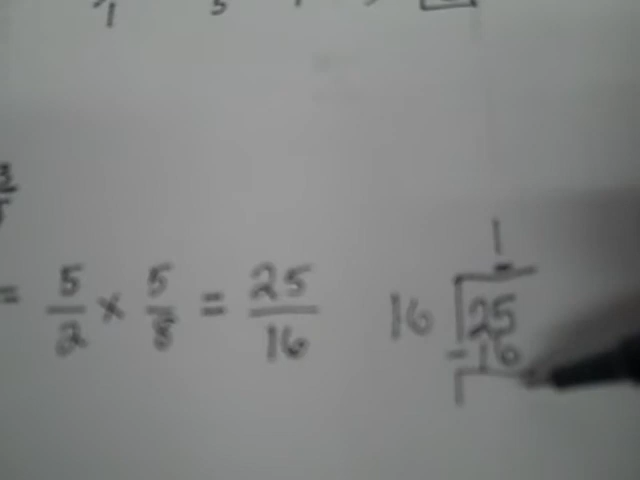 = 5/2 × 5/8 = 25/16
1
16 25
- 16